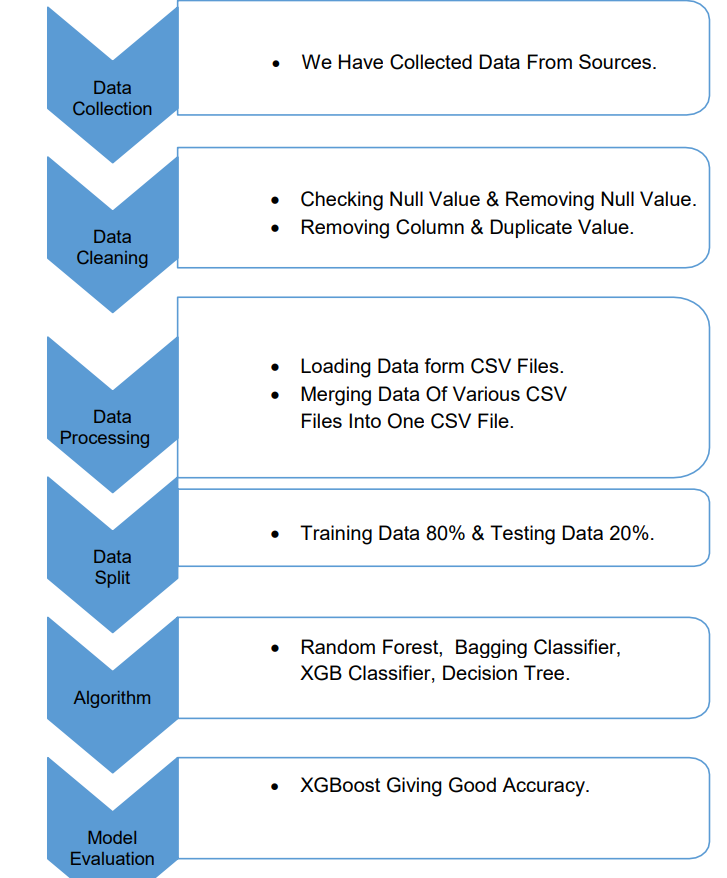 Data
Collection
• We Have Collected Data From Sources.
Data
Cleaning
• Checking Null Value & Removing Null Value.
• Removing Column & Duplicate Value.
Data
Processing
• Loading Data form CSV Files.
• Merging Data Of Various CSV
Files Into One CSV File.
Data
Split
• Training Data 80% & Testing Data 20%.
Algorithm
• Random Forest, Bagging Classifier,
XGB Classifier, Decision Tree.
Model
Evaluation
• XGBoost Giving Good Accuracy.